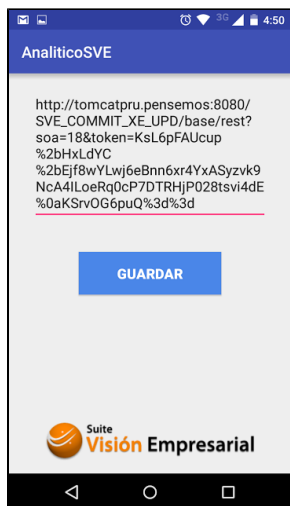 3G 4:50
AnaliticoSVE
http://tomcatpru.pensemos:8080/
SVE_COMMIT_XE_UPD/base/rest?
soa=18&token=KsL6pFAUcup
%2bHxLdYC
%2bEjf8wYLwj6eBnn6xr4YxASyzvk9
NcA4ILoeRq0cP7DTRHjP028tsvi4dE
%0aKSrvOG6puQ%3d%3d
GUARDAR
Suite
Visión Empresarial